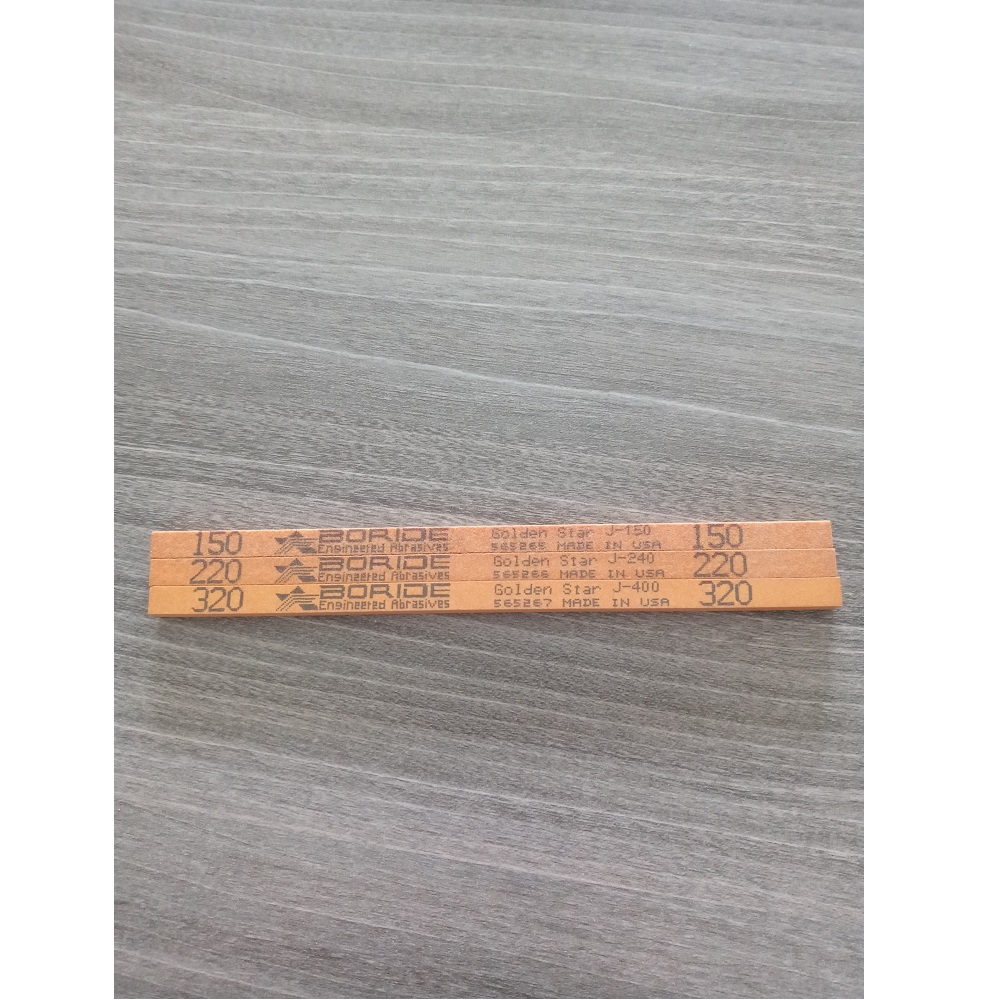 150 BORIDE Golden Star J-150 150
Engineered Abrasives 565265 MADE IN USA
220 BORIDE Golden Star J-240 220
Engineered Abrasives 565266 MADE IN USA
320 BORIDE Golden Star J-400 320
Engineered Abrasives 565267 MADE IN USA